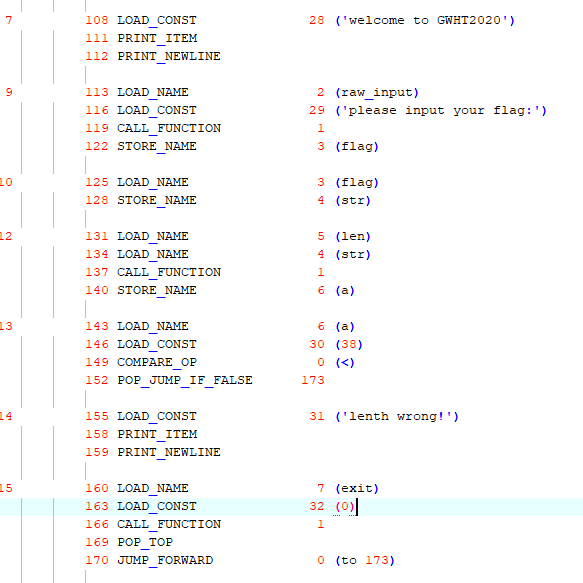 7 108 LOAD_CONST 28 ('welcome to GWHT2020')
111 PRINT_ITEM
112 PRINT_NEWLINE
9 113 LOAD_NAME 2 (raw_input)
116 LOAD_CONST 29 ('please input your flag:')
119 CALL_FUNCTION 1
122 STORE_NAME 3 (flag)
10 125 LOAD_NAME 3 (flag)
128 STORE_NAME 4 (str)
12 131 LOAD_NAME 5 (len)
134 LOAD_NAME 4 (str)
137 CALL_FUNCTION 1
140 STORE_NAME 6 (a)
13 143 LOAD_NAME 6 (a)
146 LOAD_CONST 30 (38)
149 COMPARE_OP 0 (<)
152 POP_JUMP_IF_FALSE 173
14 155 LOAD_CONST 31 ('lenth wrong!')
158 PRINT_ITEM
159 PRINT_NEWLINE
15 160 LOAD_NAME 7 (exit)
163 LOAD_CONST 32 (0)
166 CALL_FUNCTION 1
169 POP_TOP
170 JUMP_FORWARD 0 (to 173)